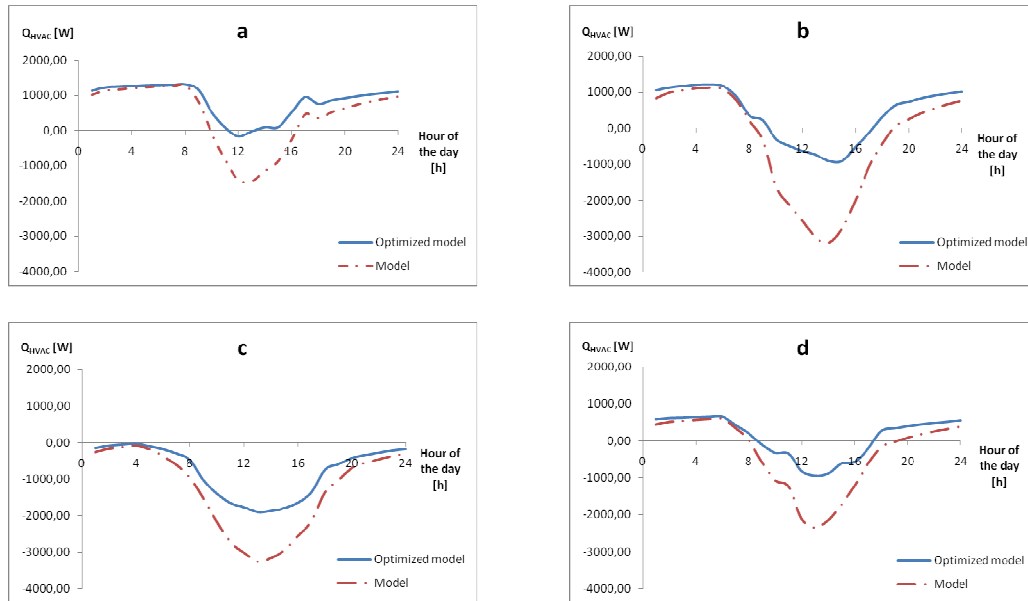 a
Q_HVAC [W]
2000,00
1000,00
0,00
-1000,00
-2000,00
-3000,00
-4000,00
0 4 8 12 16 20 24
Hour of
the day
[h]
Optimized model
Model
b
Q_HVAC [W]
2000,00
1000,00
0,00
-1000,00
-2000,00
-3000,00
-4000,00
0 4 8 12 16 20 24
Hour of
the day
[h]
Optimized model
Model
c
Q_HVAC [W]
2000,00
1000,00
0,00
-1000,00
-2000,00
-3000,00
-4000,00
0 4 8 12 16 20 24
Hour of
the day
[h]
Optimized model
Model
d
Q_HVAC [W]
2000,00
1000,00
0,00
-1000,00
-2000,00
-3000,00
-4000,00
0 4 8 12 16 20 24
Hour of
the day
[h]
Optimized model
Model